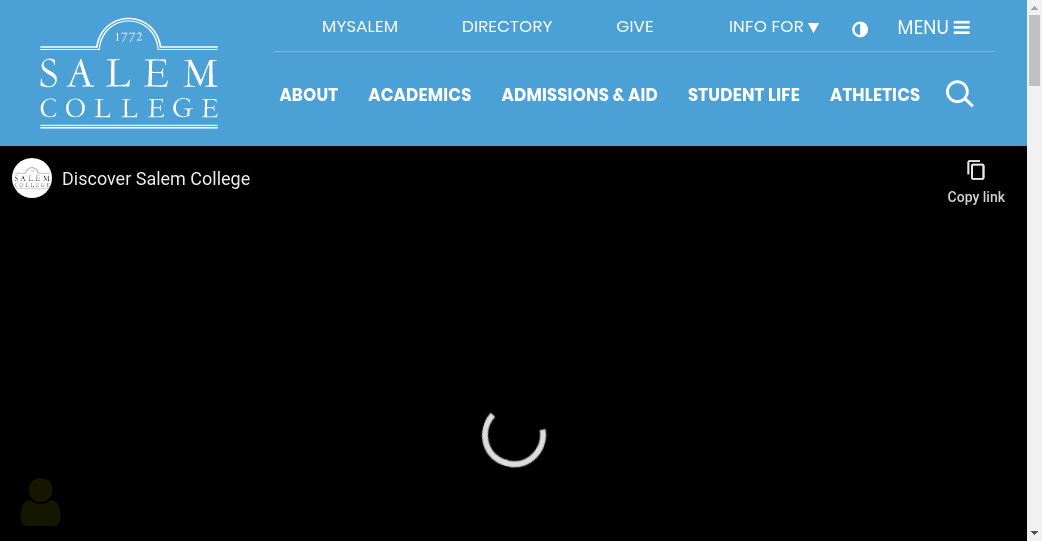 MYSALEM DIRECTORY GIVE INFO FOR MENU
1772
SALEM
COLLEGE
ABOUT ACADEMICS ADMISSIONS & AID STUDENT LIFE ATHLETICS
SALEM
COLLEGE
Discover Salem College
Copy link